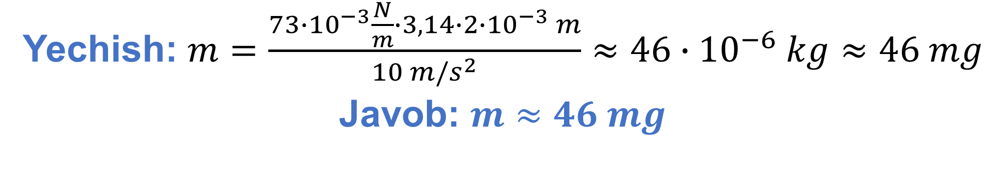 Yechish: m = (73·10⁻³ N/m ·3,14·2·10⁻³ m)/(10 m/s²) ≈ 46 · 10⁻⁶ kg ≈ 46 mg
Javob: m ≈ 46 mg